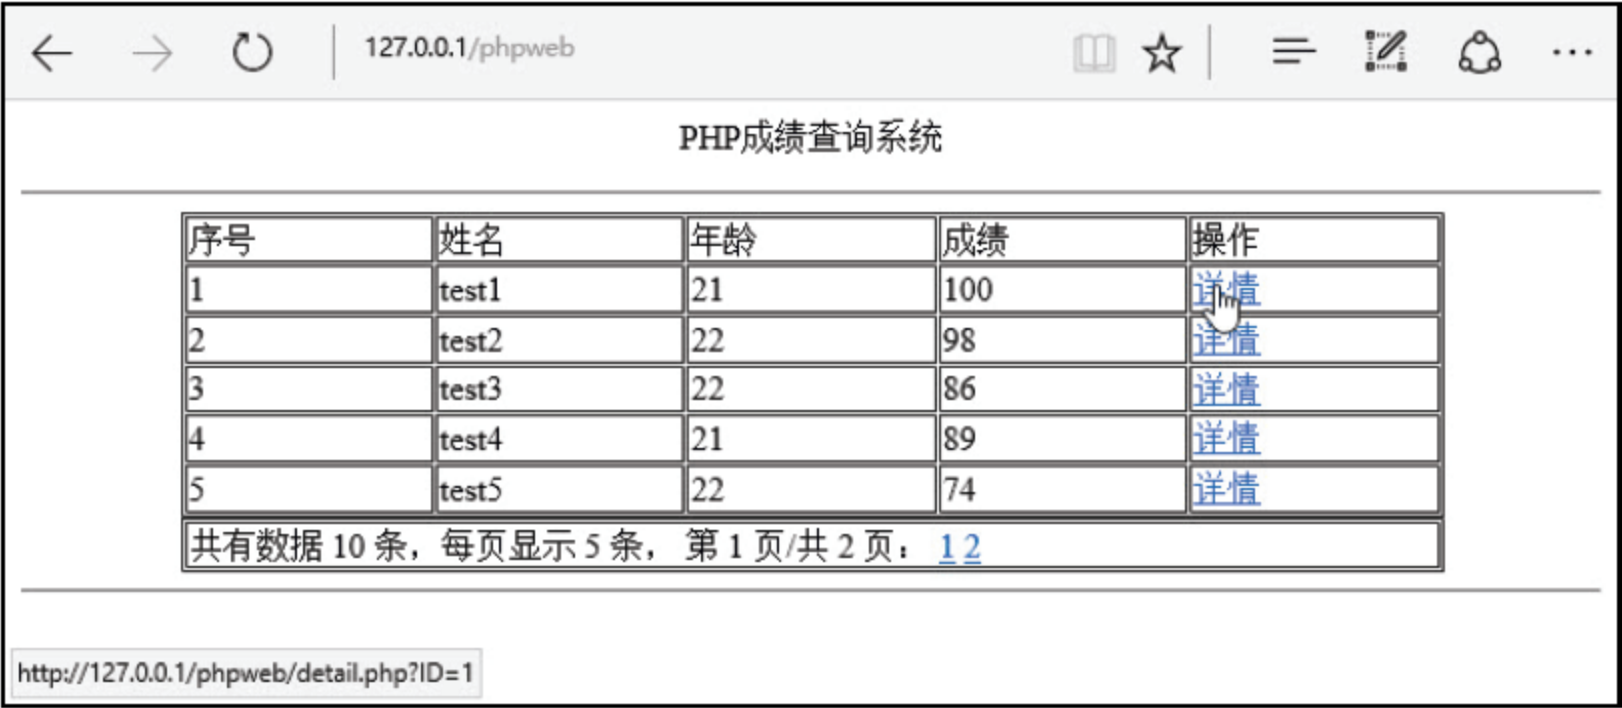 127.0.0.1/phpweb
PHP成绩查询系统
序号 姓名 年龄 成绩 操作
1 test1 21 100 详情
2 test2 22 98 详情
3 test3 22 86 详情
4 test4 21 89 详情
5 test5 22 74 详情
共有数据 10 条，每页显示 5 条， 第 1 页/共 2 页： 1 2
http://127.0.0.1/phpweb/detail.php?ID=1